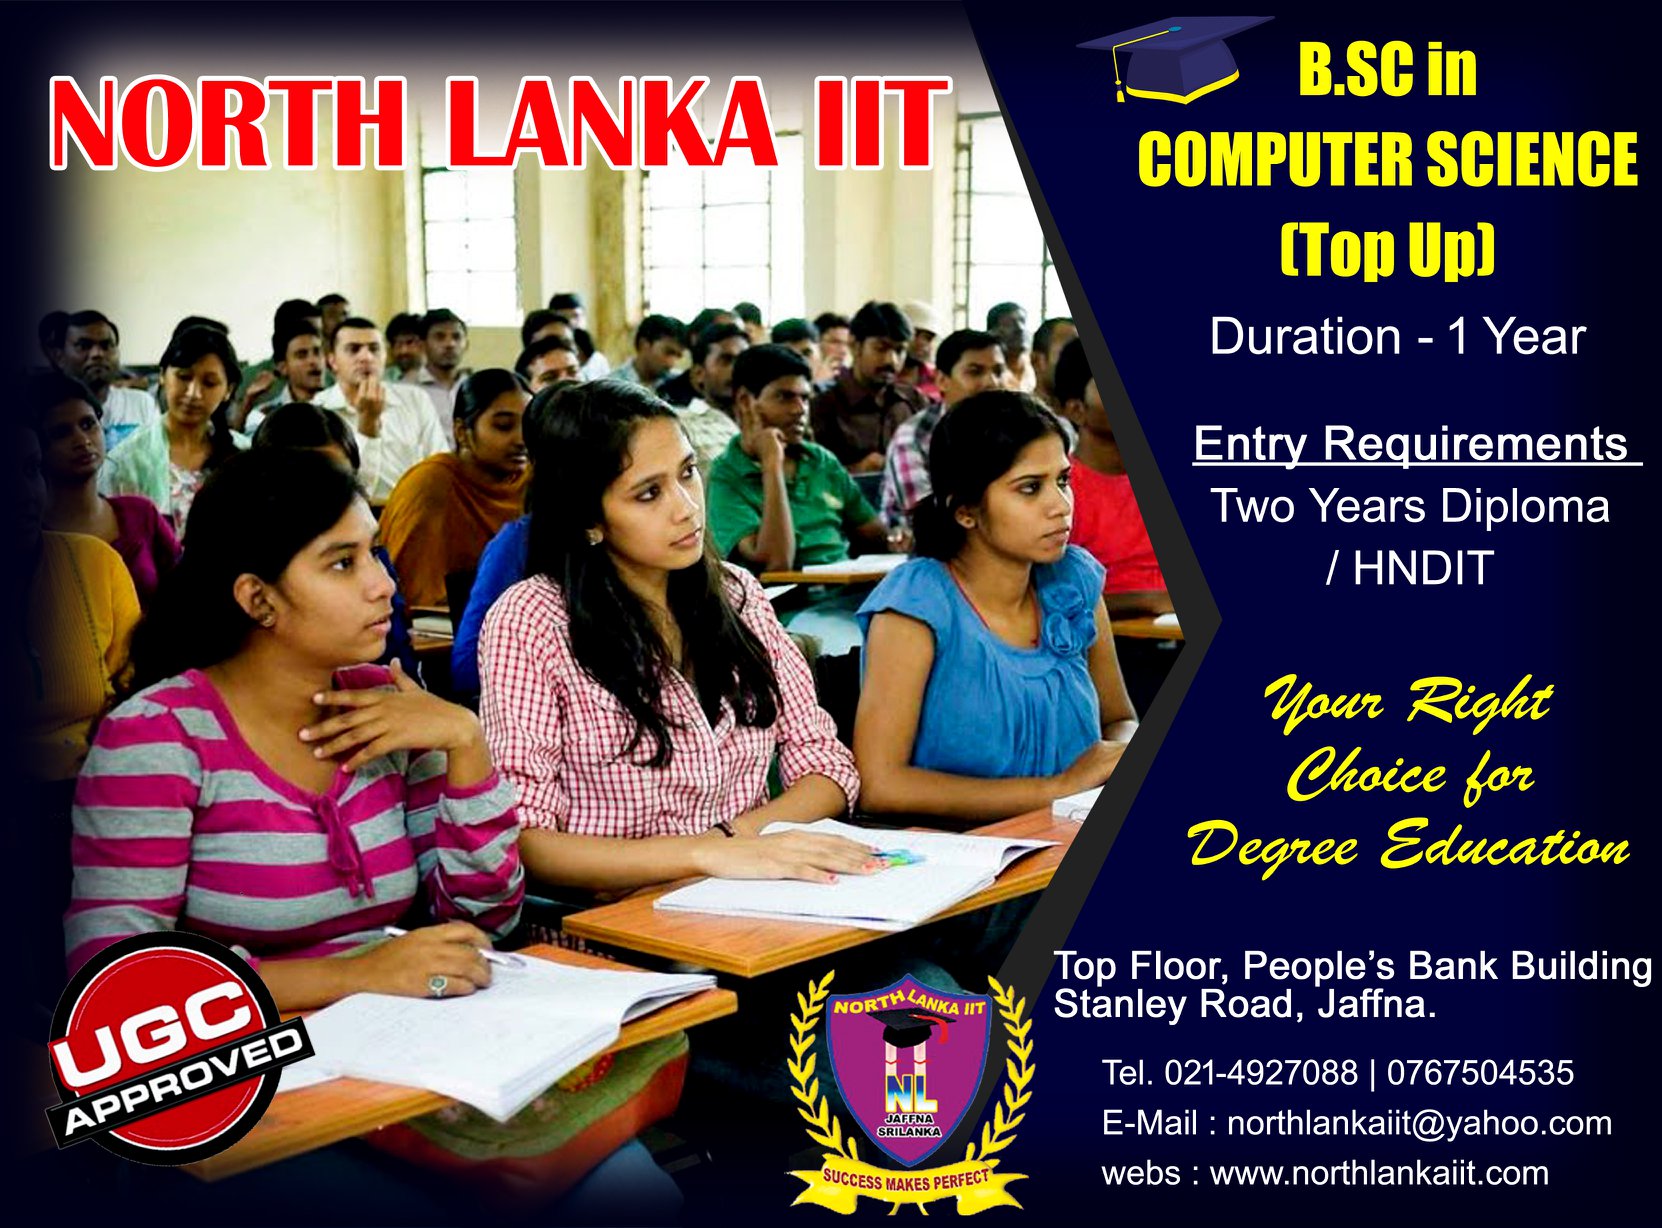 NORTH LANKA IIT
B.SC in
COMPUTER SCIENCE
(Top Up)
Duration - 1 Year
Entry Requirements
Two Years Diploma
/ HNDIT
Your Right
Choice for
Degree Education
Top Floor, People’s Bank Building
Stanley Road, Jaffna.
Tel. 021-4927088 | 0767504535
E-Mail : northlankaiit@yahoo.com
webs : www.northlankaiit.com
UGC
APPROVED
NORTH LANKA IIT
NL
JAFFNA
SRILANKA
SUCCESS MAKES PERFECT